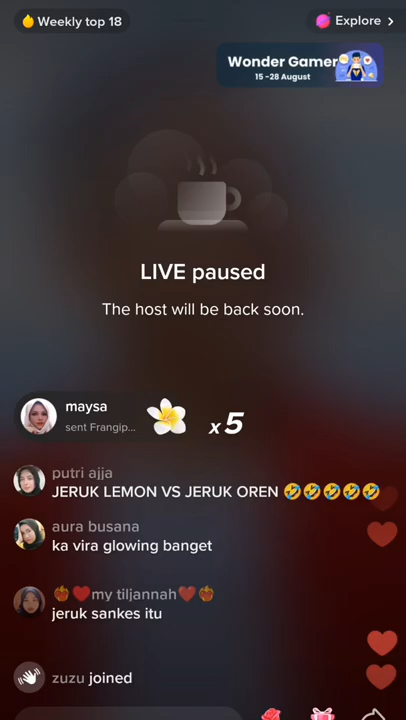 Weekly top 18
Explore >
Wonder Gamer
15 -28 August
LIVE paused
The host will be back soon.
maysa
sent Frangip...
x 5
putri ajja
JERUK LEMON VS JERUK OREN 🤣🤣🤣🤣🤣
aura busana
ka vira glowing banget
❤️‍🔥❤️my tiljannah❤️❤️‍🔥
jeruk sankes itu
zuzu joined